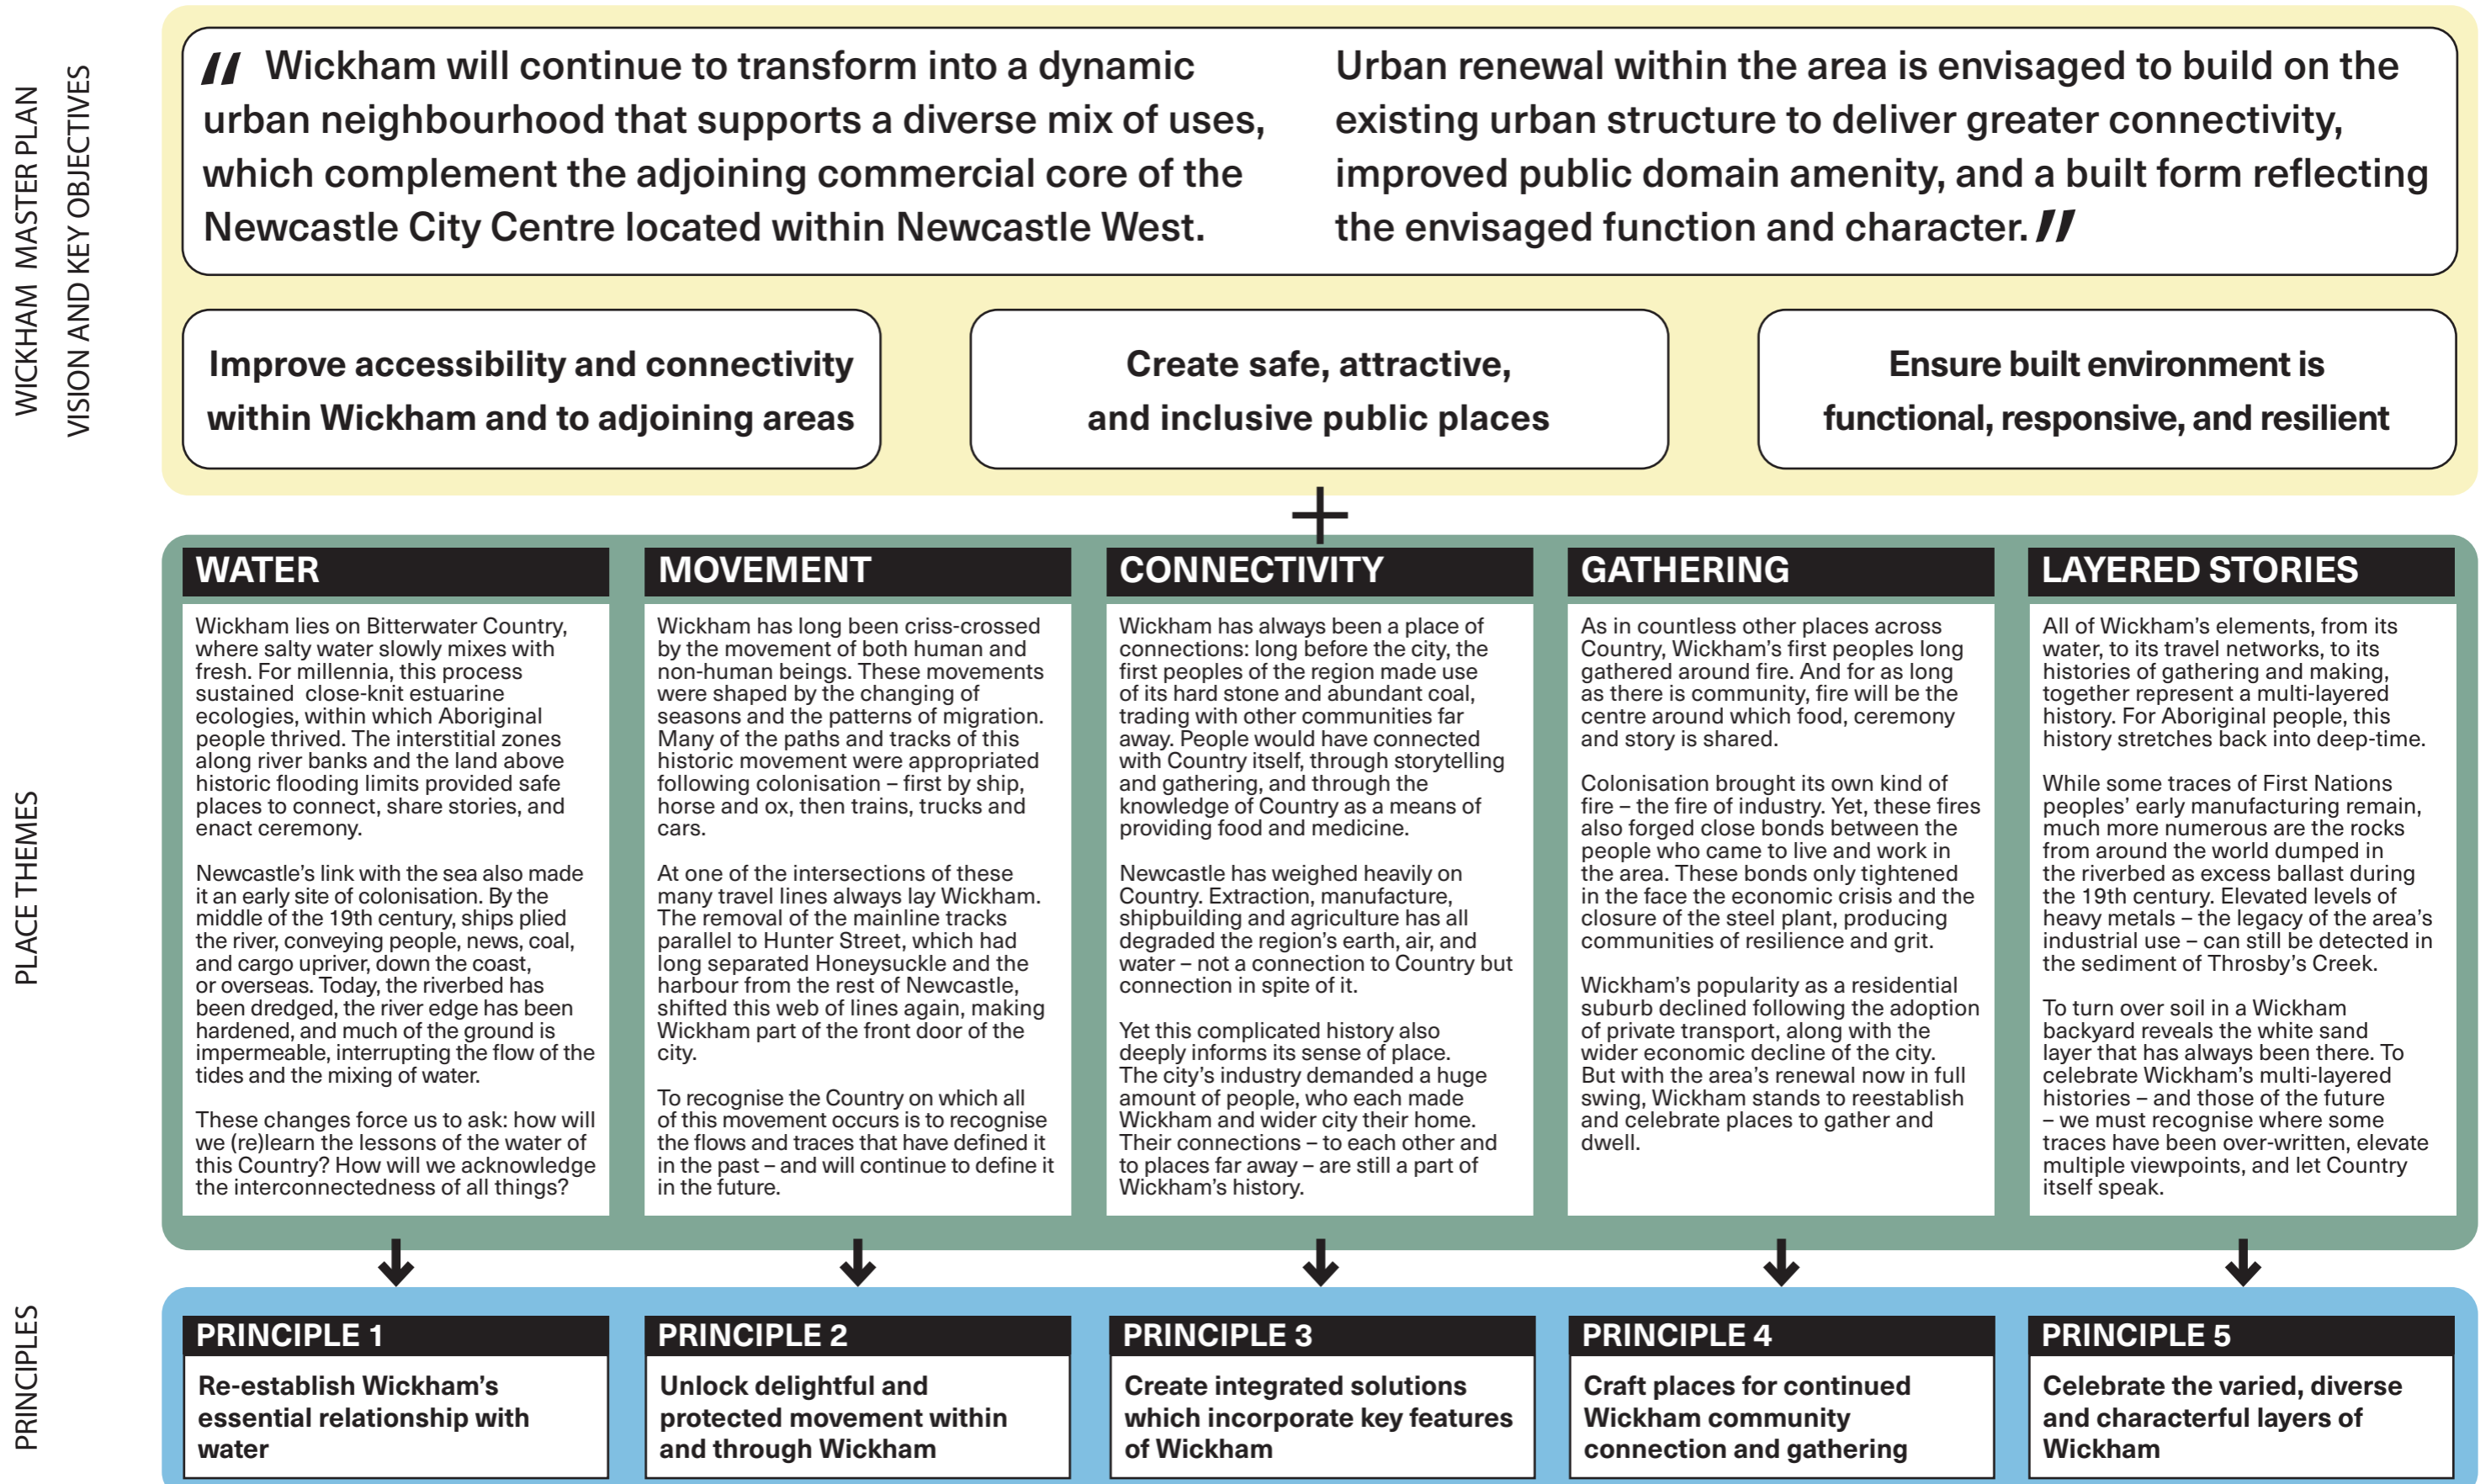 WICKHAM MASTER PLAN
VISION AND KEY OBJECTIVES
“ Wickham will continue to transform into a dynamic
urban neighbourhood that supports a diverse mix of uses,
which complement the adjoining commercial core of the
Newcastle City Centre located within Newcastle West.
Urban renewal within the area is envisaged to build on the
existing urban structure to deliver greater connectivity,
improved public domain amenity, and a built form reflecting
the envisaged function and character.”
Improve accessibility and connectivity
within Wickham and to adjoining areas
Create safe, attractive,
and inclusive public places
Ensure built environment is
functional, responsive, and resilient
+
PLACE THEMES
WATER
Wickham lies on Bitterwater Country,
where salty water slowly mixes with
fresh. For millennia, this process
sustained close-knit estuarine
ecologies, within which Aboriginal
people thrived. The interstitial zones
along river banks and the land above
historic flooding limits provided safe
places to connect, share stories, and
enact ceremony.
Newcastle’s link with the sea also made
it an early site of colonisation. By the
middle of the 19th century, ships plied
the river, conveying people, news, coal,
and cargo upriver, down the coast,
or overseas. Today, the riverbed has
been dredged, the river edge has been
hardened, and much of the ground is
impermeable, interrupting the flow of the
tides and the mixing of water.
These changes force us to ask: how will
we (re)learn the lessons of the water of
this Country? How will we acknowledge
the interconnectedness of all things?
MOVEMENT
Wickham has long been criss-crossed
by the movement of both human and
non-human beings. These movements
were shaped by the changing of
seasons and the patterns of migration.
Many of the paths and tracks of this
historic movement were appropriated
following colonisation – first by ship,
horse and ox, then trains, trucks and
cars.
At one of the intersections of these
many travel lines always lay Wickham.
The removal of the mainline tracks
parallel to Hunter Street, which had
long separated Honeysuckle and the
harbour from the rest of Newcastle,
shifted this web of lines again, making
Wickham part of the front door of the
city.
To recognise the Country on which all
of this movement occurs is to recognise
the flows and traces that have defined it
in the past – and will continue to define it
in the future.
CONNECTIVITY
Wickham has always been a place of
connections: long before the city, the
first peoples of the region made use
of its hard stone and abundant coal,
trading with other communities far
away. People would have connected
with Country itself, through storytelling
and gathering, and through the
knowledge of Country as a means of
providing food and medicine.
Newcastle has weighed heavily on
Country. Extraction, manufacture,
shipbuilding and agriculture has all
degraded the region’s earth, air, and
water – not a connection to Country but
connection in spite of it.
Yet this complicated history also
deeply informs its sense of place.
The city’s industry demanded a huge
amount of people, who each made
Wickham and wider city their home.
Their connections – to each other and
to places far away – are still a part of
Wickham’s history.
GATHERING
As in countless other places across
Country, Wickham’s first peoples long
gathered around fire. And for as long
as there is community, fire will be the
centre around which food, ceremony
and story is shared.
Colonisation brought its own kind of
fire – the fire of industry. Yet, these fires
also forged close bonds between the
people who came to live and work in
the area. These bonds only tightened
in the face the economic crisis and the
closure of the steel plant, producing
communities of resilience and grit.
Wickham’s popularity as a residential
suburb declined following the adoption
of private transport, along with the
wider economic decline of the city.
But with the area’s renewal now in full
swing, Wickham stands to reestablish
and celebrate places to gather and
dwell.
LAYERED STORIES
All of Wickham’s elements, from its
water, to its travel networks, to its
histories of gathering and making,
together represent a multi-layered
history. For Aboriginal people, this
history stretches back into deep-time.
While some traces of First Nations
peoples’ early manufacturing remain,
much more numerous are the rocks
from around the world dumped in
the riverbed as excess ballast during
the 19th century. Elevated levels of
heavy metals – the legacy of the area’s
industrial use – can still be detected in
the sediment of Throsby’s Creek.
To turn over soil in a Wickham
backyard reveals the white sand
layer that has always been there. To
celebrate Wickham’s multi-layered
histories – and those of the future
– we must recognise where some
traces have been over-written, elevate
multiple viewpoints, and let Country
itself speak.
PRINCIPLES
PRINCIPLE 1
Re-establish Wickham’s
essential relationship with
water
PRINCIPLE 2
Unlock delightful and
protected movement within
and through Wickham
PRINCIPLE 3
Create integrated solutions
which incorporate key features
of Wickham
PRINCIPLE 4
Craft places for continued
Wickham community
connection and gathering
PRINCIPLE 5
Celebrate the varied, diverse
and characterful layers of
Wickham